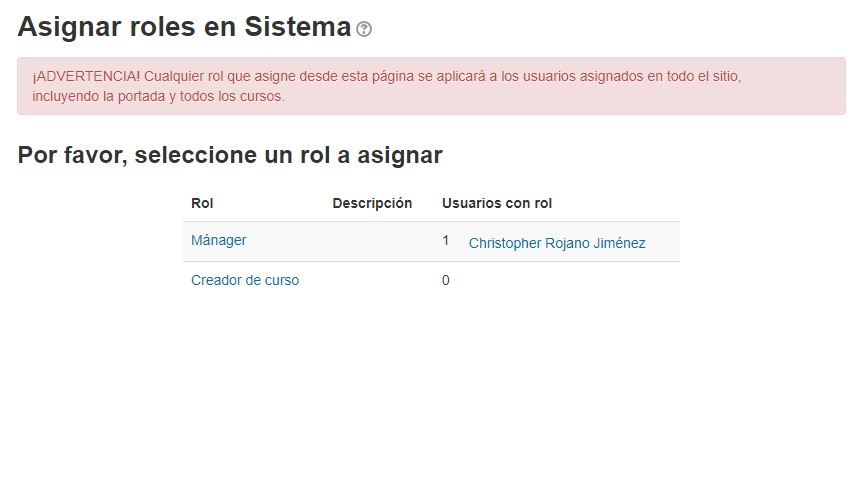 Asignar roles en Sistema
¡ADVERTENCIA! Cualquier rol que asigne desde esta página se aplicará a los usuarios asignados en todo el sitio,
incluyendo la portada y todos los cursos.
Por favor, seleccione un rol a asignar
Rol Descripción Usuarios con rol
Mánager 1 Christopher Rojano Jiménez
Creador de curso 0